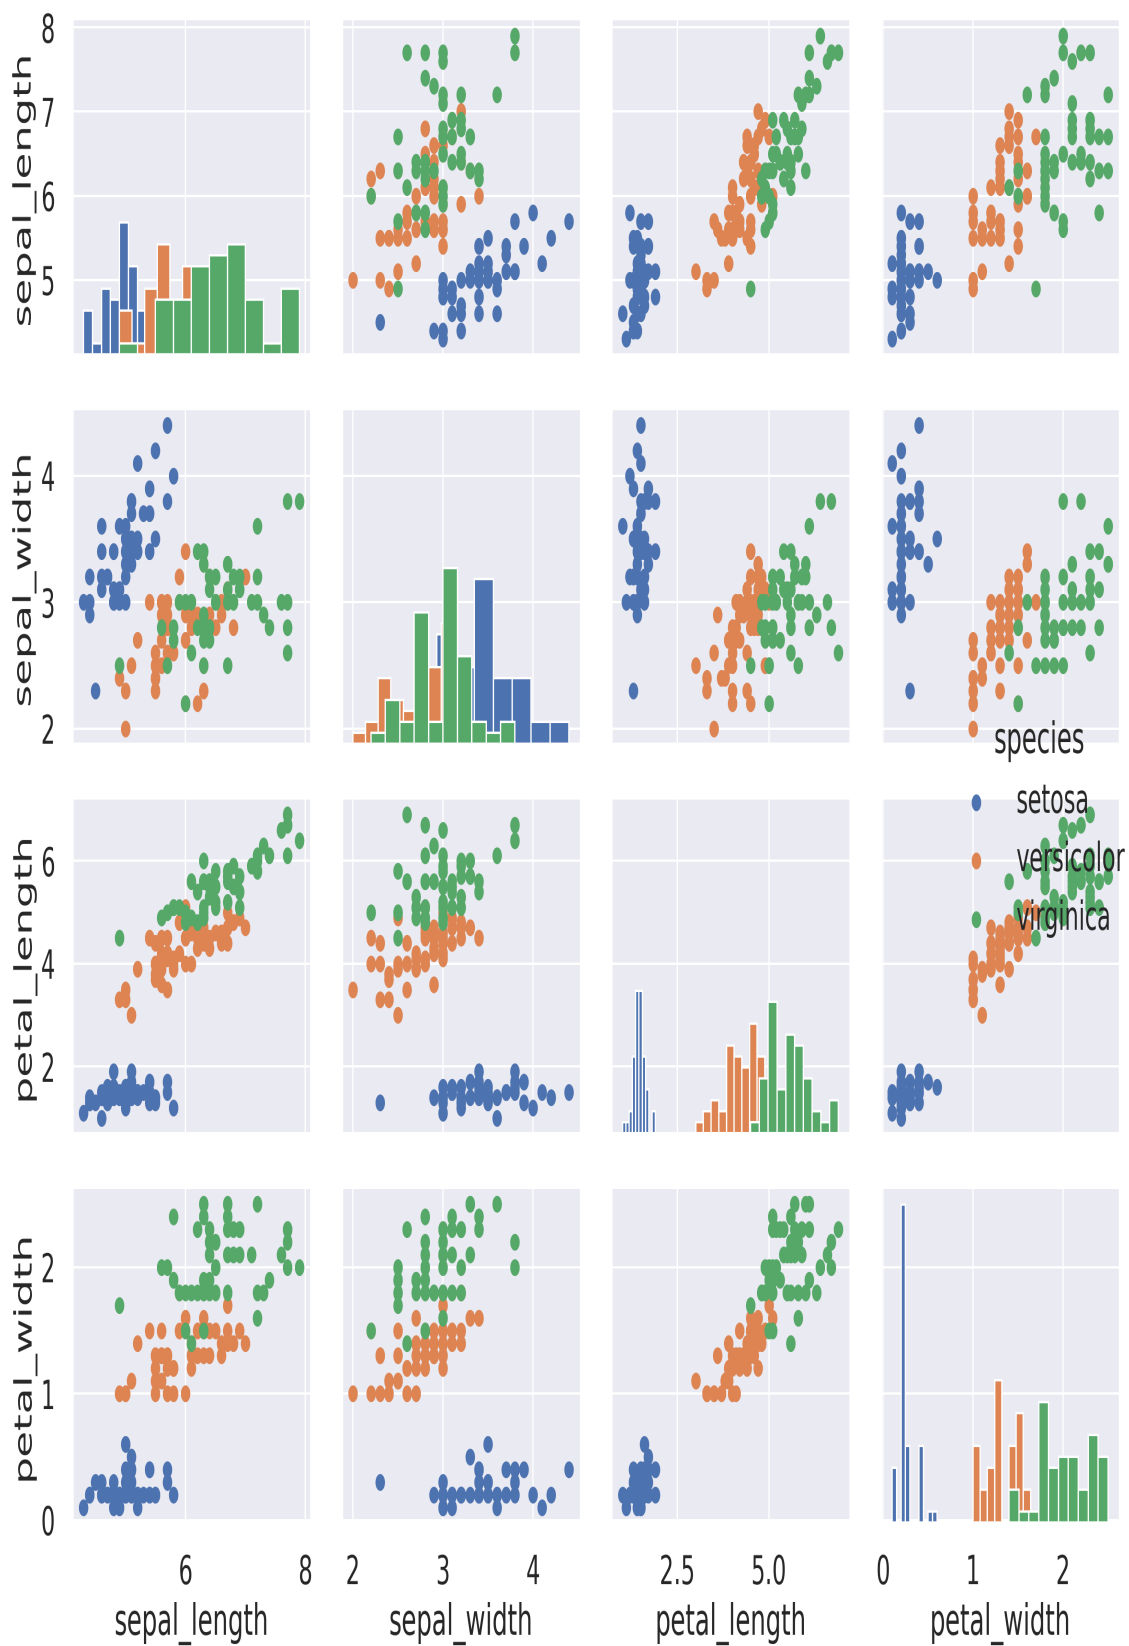 8
7
6
5
sepal_length
4
3
2
sepal_width
species
setosa
versicolor
virginica
6
4
2
petal_length
2
1
0
petal_width
6 8
2 3 4
2.5 5.0
0 1 2
sepal_length
sepal_width
petal_length
petal_width